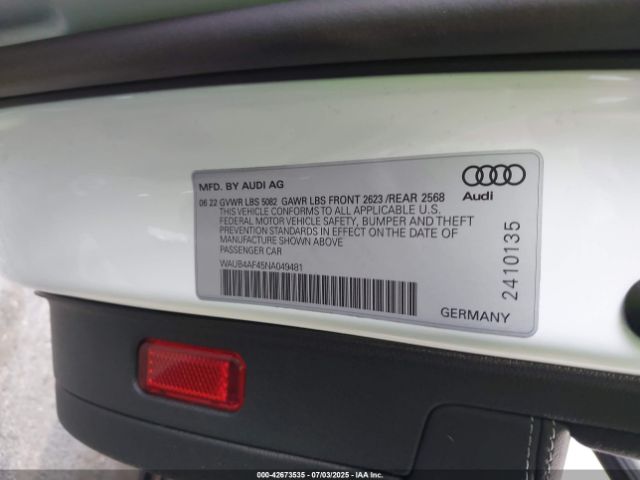 MFD. BY AUDI AG
Audi
06 22 GVWR LBS 5082 GAWR LBS FRONT 2623 /REAR 2568
THIS VEHICLE CONFORMS TO ALL APPLICABLE U.S.
FEDERAL MOTOR VEHICLE SAFETY, BUMPER AND THEFT
PREVENTION STANDARDS IN EFFECT ON THE DATE OF
MANUFACTURE SHOWN ABOVE
PASSENGER CAR
WAUB4AF45NA049481
2410135
GERMANY
000-42673535 - 07/03/2025 - IAA Inc.